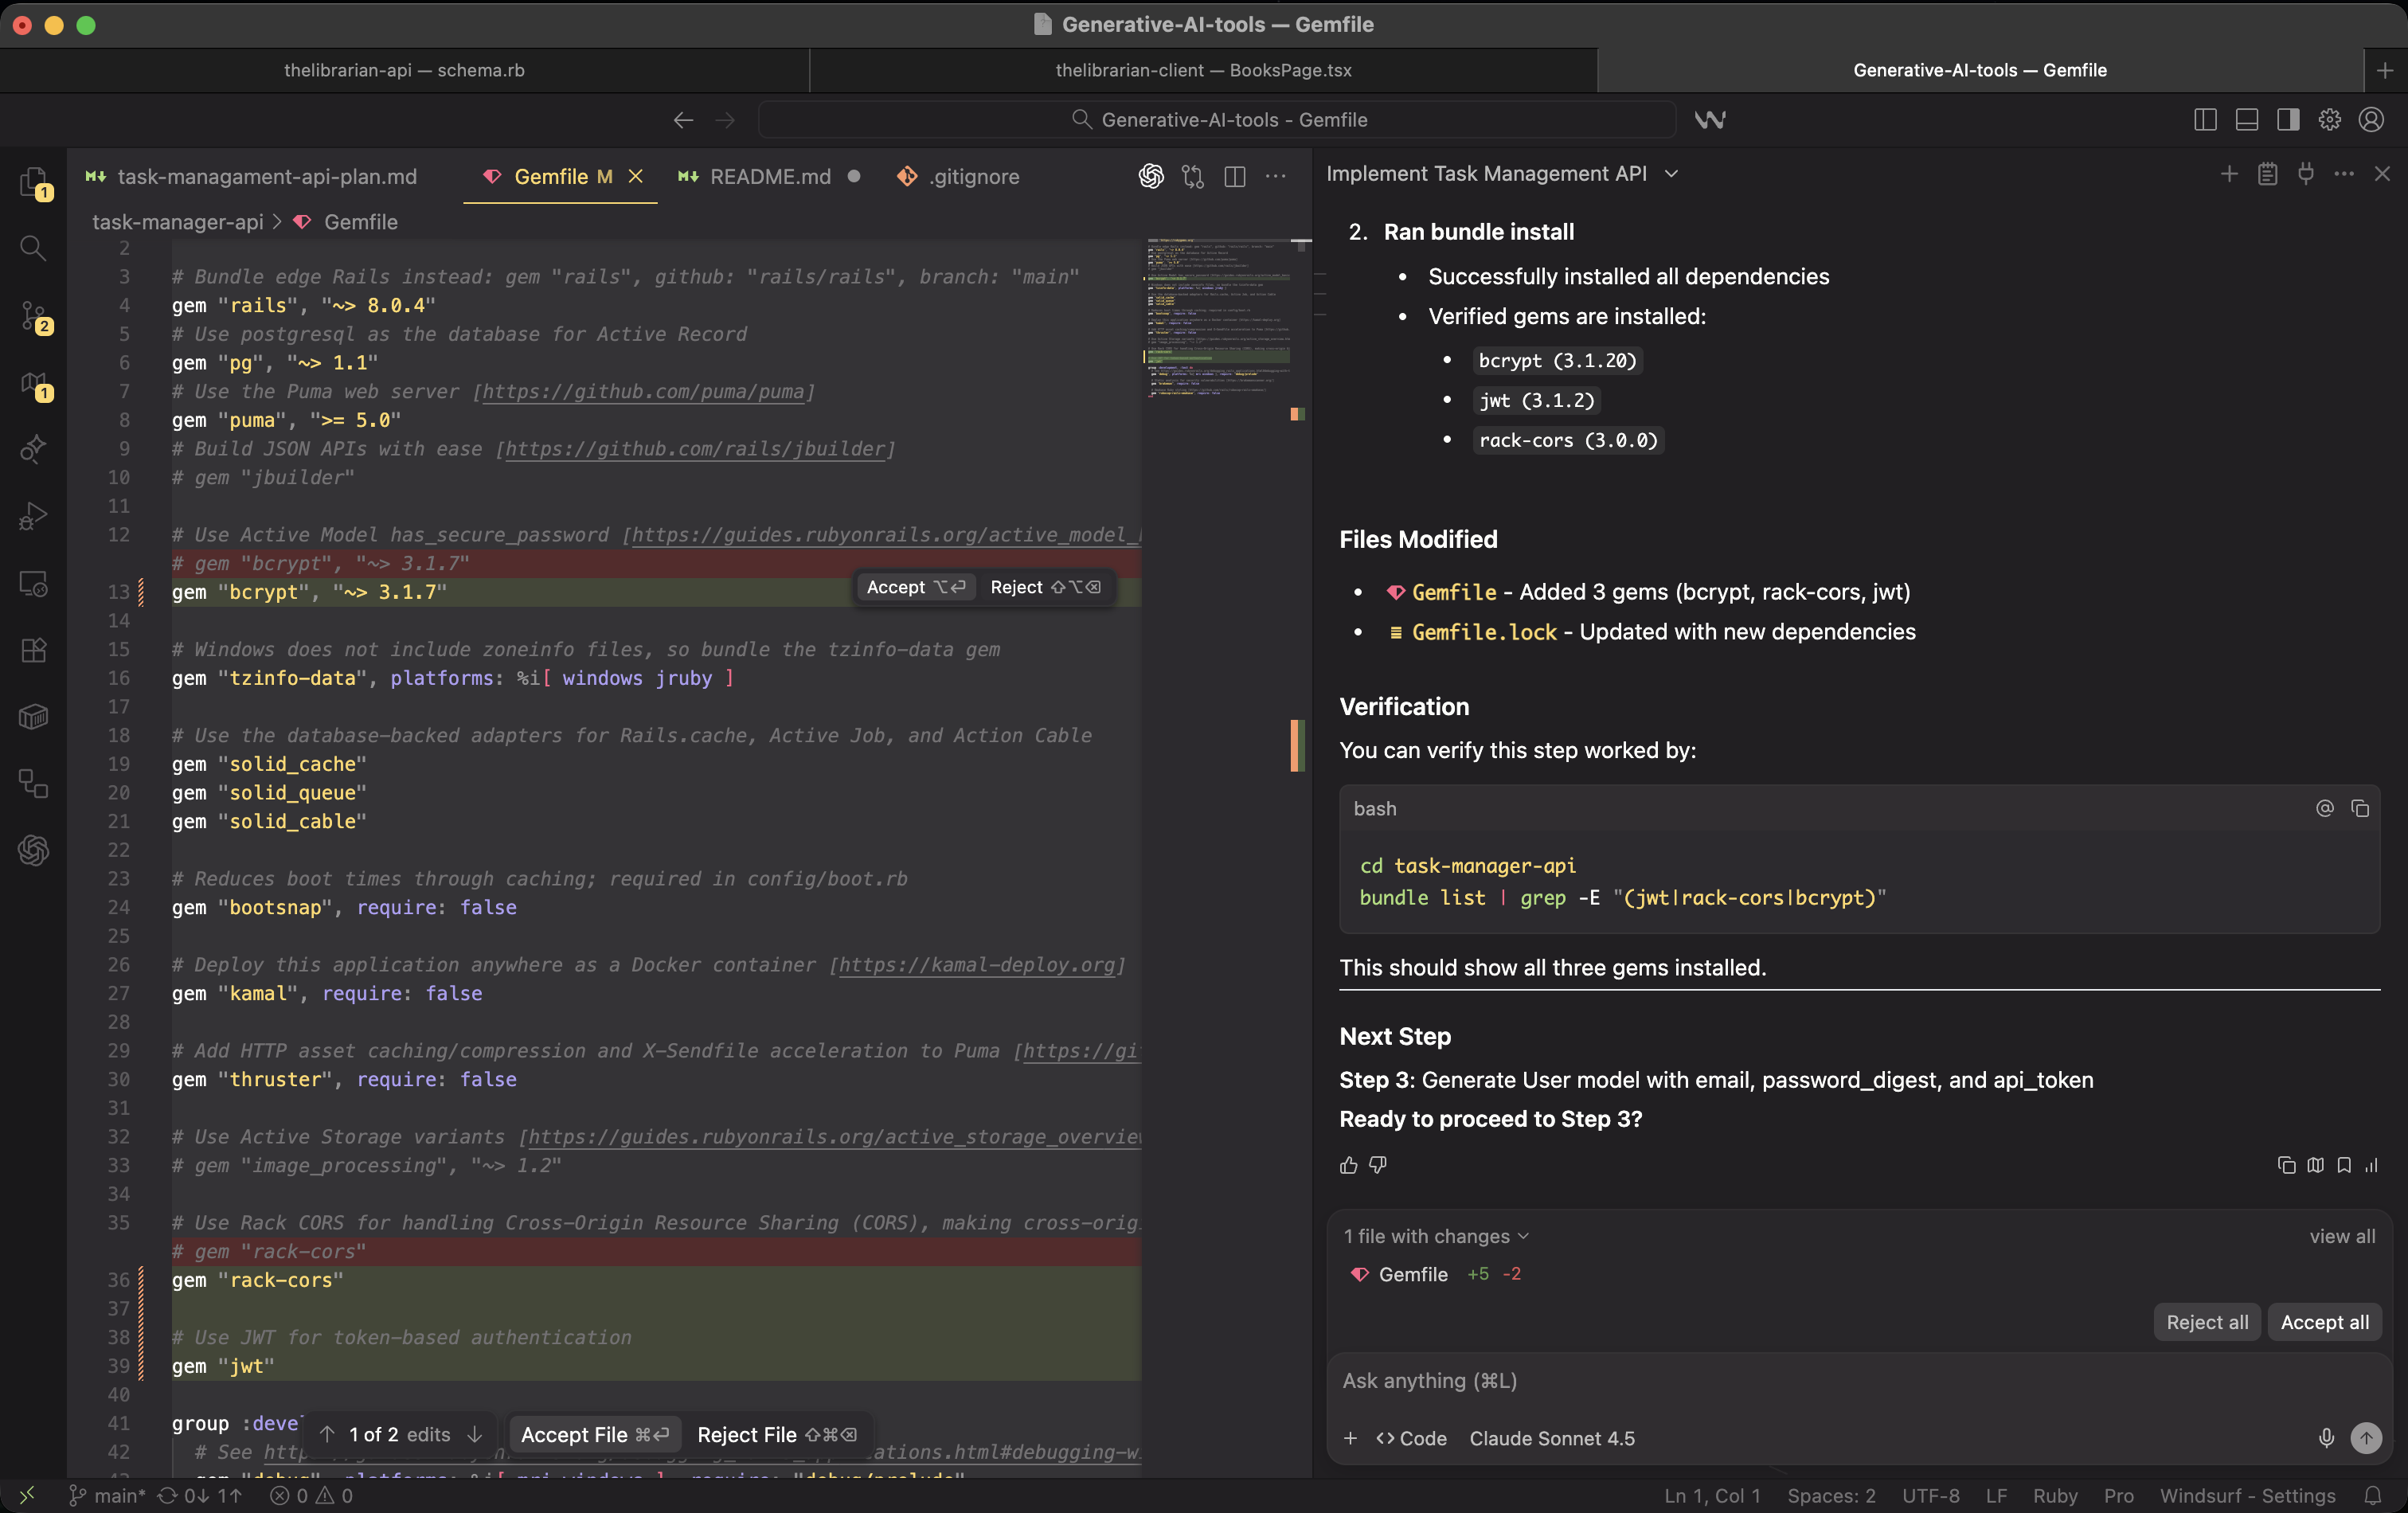 Generative-AI-tools — Gemfile
thelibrarian-api — schema.rb
thelibrarian-client — BooksPage.tsx
Generative-AI-tools — Gemfile
Generative-AI-tools - Gemfile
1
2
1
task-managament-api-plan.md
Gemfile M
README.md
.gitignore
task-manager-api > Gemfile
2
3 # Bundle edge Rails instead: gem "rails", github: "rails/rails", branch: "main"
4 gem "rails", "~> 8.0.4"
5 # Use postgresql as the database for Active Record
6 gem "pg", "~> 1.1"
7 # Use the Puma web server [https://github.com/puma/puma]
8 gem "puma", ">= 5.0"
9 # Build JSON APIs with ease [https://github.com/rails/jbuilder]
10 # gem "jbuilder"
11
12 # Use Active Model has_secure_password [https://guides.rubyonrails.org/active_model_
# gem "bcrypt", "~> 3.1.7"
13 gem "bcrypt", "~> 3.1.7"
Accept ⌥⏎ Reject ⇧⌥⌫
14
15 # Windows does not include zoneinfo files, so bundle the tzinfo-data gem
16 gem "tzinfo-data", platforms: %i[ windows jruby ]
17
18 # Use the database-backed adapters for Rails.cache, Active Job, and Action Cable
19 gem "solid_cache"
20 gem "solid_queue"
21 gem "solid_cable"
22
23 # Reduces boot times through caching; required in config/boot.rb
24 gem "bootsnap", require: false
25
26 # Deploy this application anywhere as a Docker container [https://kamal-deploy.org]
27 gem "kamal", require: false
28
29 # Add HTTP asset caching/compression and X-Sendfile acceleration to Puma [https://gi
30 gem "thruster", require: false
31
32 # Use Active Storage variants [https://guides.rubyonrails.org/active_storage_overvie
33 # gem "image_processing", "~> 1.2"
34
35 # Use Rack CORS for handling Cross-Origin Resource Sharing (CORS), making cross-orig
# gem "rack-cors"
36 gem "rack-cors"
37
38 # Use JWT for token-based authentication
39 gem "jwt"
40
41 group :deve
42 # See htt
ations.html#debugging-w
1 of 2 edits
Accept File ⌘⏎ Reject File ⇧⌘⌫
Implement Task Management API
2. Ran bundle install
• Successfully installed all dependencies
• Verified gems are installed:
• bcrypt (3.1.20)
• jwt (3.1.2)
• rack-cors (3.0.0)
Files Modified
• Gemfile - Added 3 gems (bcrypt, rack-cors, jwt)
• Gemfile.lock - Updated with new dependencies
Verification
You can verify this step worked by:
bash
cd task-manager-api
bundle list | grep -E "(jwt|rack-cors|bcrypt)"
This should show all three gems installed.
Next Step
Step 3: Generate User model with email, password_digest, and api_token
Ready to proceed to Step 3?
1 file with changes
view all
Gemfile +5 -2
Reject all
Accept all
Ask anything (⌘L)
+ <> Code Claude Sonnet 4.5
main* 0↓ 1↑ 0 0
Ln 1, Col 1 Spaces: 2 UTF-8 LF Ruby Pro Windsurf - Settings